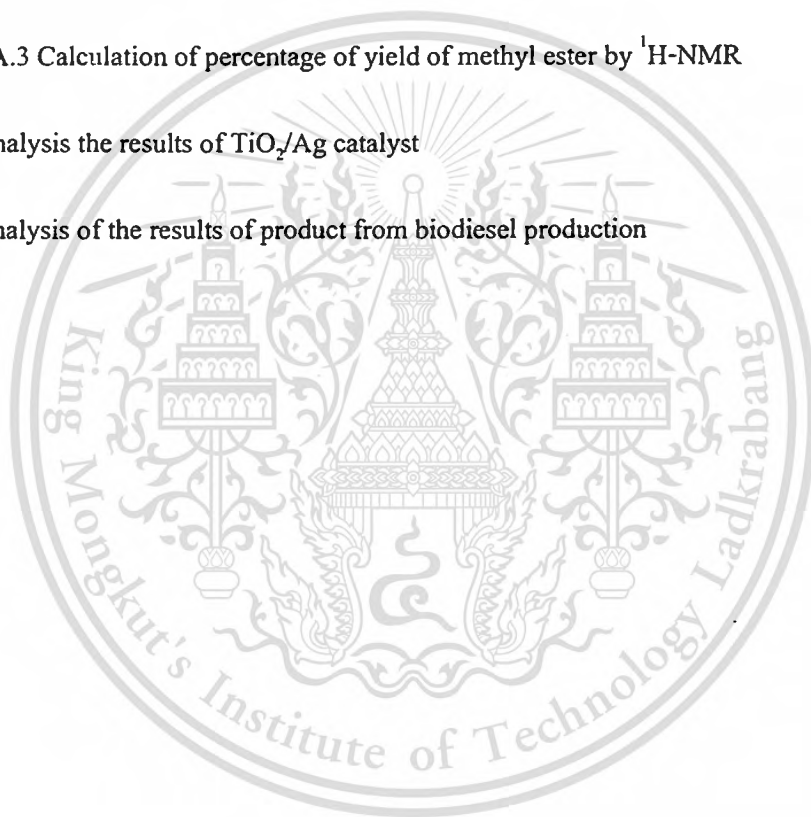 A.3 Calculation of percentage of yield of methyl ester by ¹H-NMR
nalysis the results of TiO₂/Ag catalyst
nalysis of the results of product from biodiesel production
King Mongkut's Institute of Technology Ladkrabang